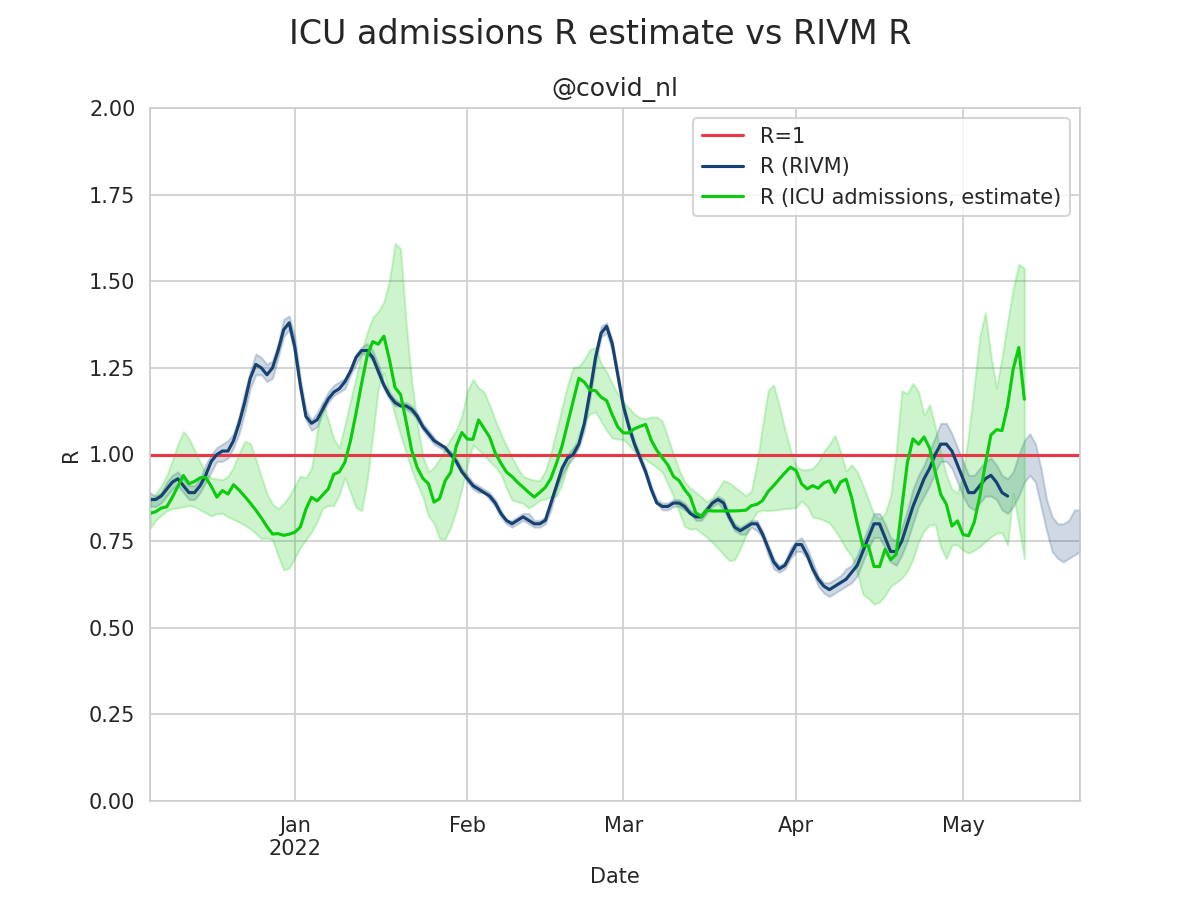 ICU admissions R estimate vs RIVM R
@covid_nl
R=1
R (RIVM)
R (ICU admissions, estimate)
2.00
1.75
1.50
1.25
1.00
0.75
0.50
0.25
0.00
R
Jan
2022
Feb
Mar
Apr
May
Date